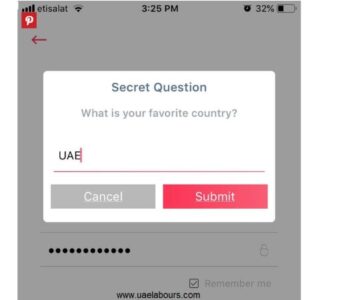 etisalat 3:25 PM 32%
Secret Question
What is your favorite country?
UAE
Cancel Submit
Remember me
www.uaelabours.com